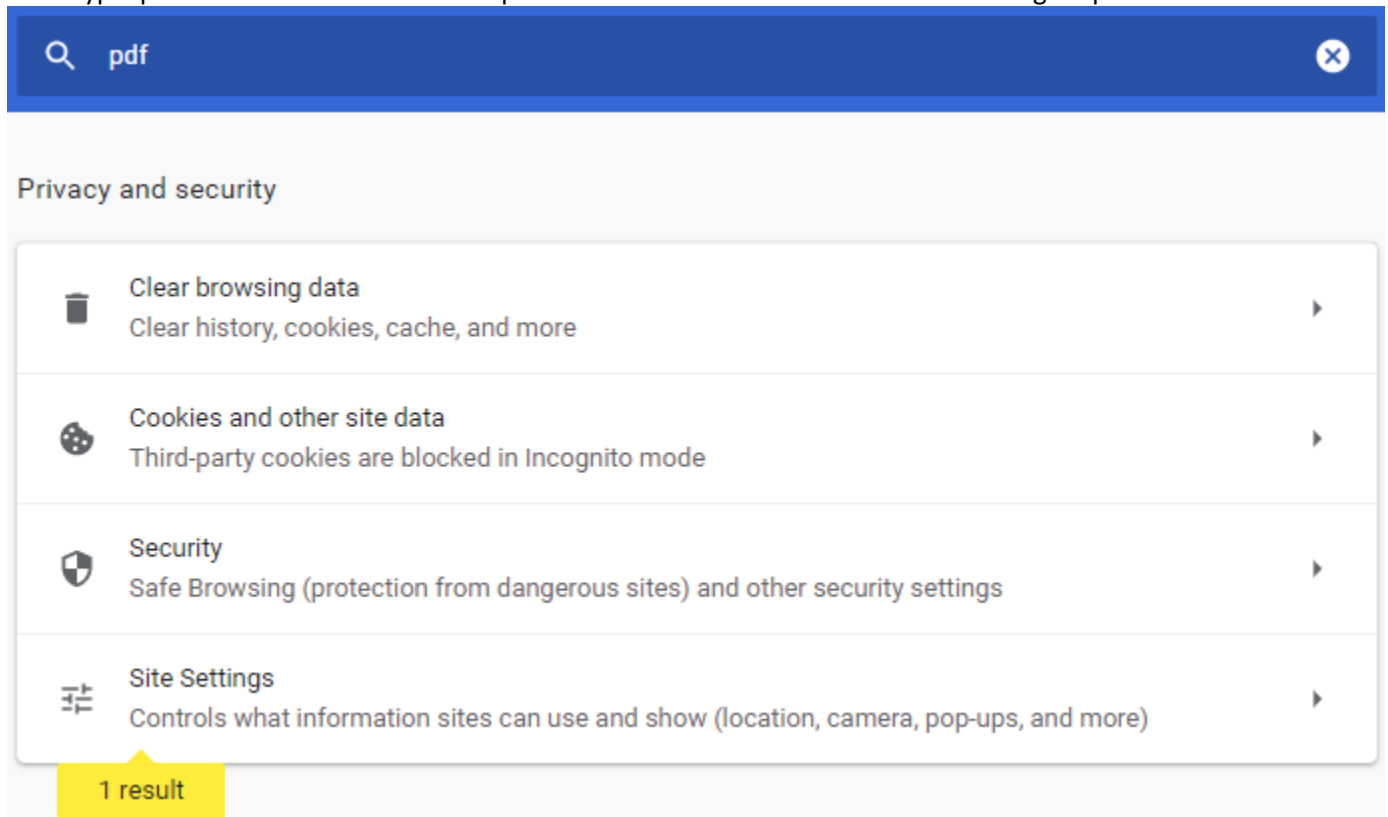 pdf
Privacy and security
Clear browsing data
Clear history, cookies, cache, and more
Cookies and other site data
Third-party cookies are blocked in Incognito mode
Security
Safe Browsing (protection from dangerous sites) and other security settings
Site Settings
Controls what information sites can use and show (location, camera, pop-ups, and more)
1 result